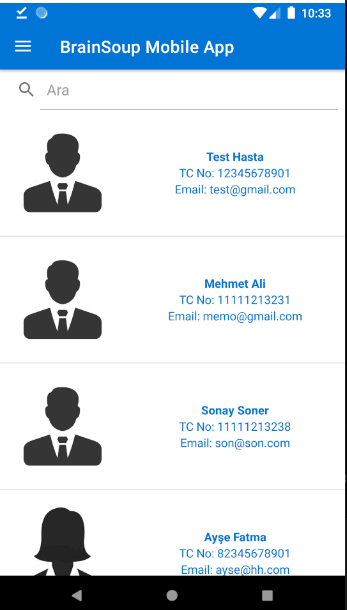 10:33
BrainSoup Mobile App
Ara
Test Hasta
TC No: 12345678901
Email: test@gmail.com
Mehmet Ali
TC No: 11111213231
Email: memo@gmail.com
Sonay Soner
TC No: 11111213238
Email: son@son.com
Ayşe Fatma
TC No: 82345678901
Email: ayse@hh.com